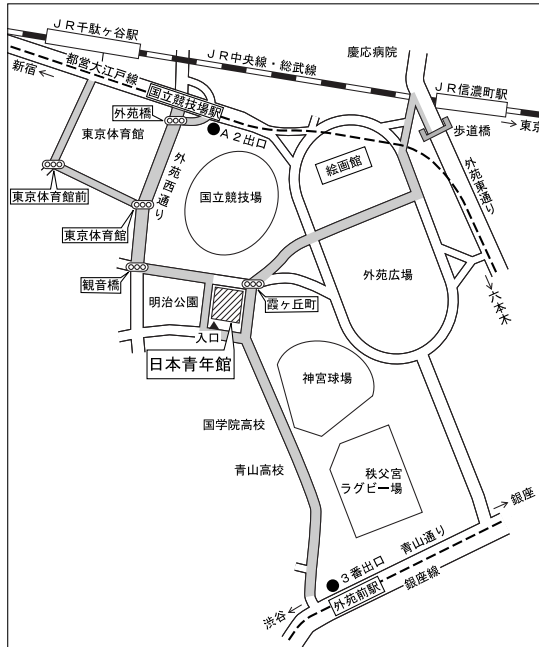 JR千駄ヶ谷駅
JR中央線・総武線
慶応病院
新宿
都営大江戸線
国立競技場駅
JR信濃町駅
外苑橋
A2出口
歩道橋
東京
東京体育館
絵画館
外苑東通り
外苑西通り
東京体育館前
国立競技場
東京体育館
外苑広場
観音橋
六本木
明治公園
霞ヶ丘町
入口
日本青年館
神宮球場
国学院高校
青山高校
秩父宮
ラグビー場
銀座
青山通り
3番出口
銀座線
外苑前駅
渋谷